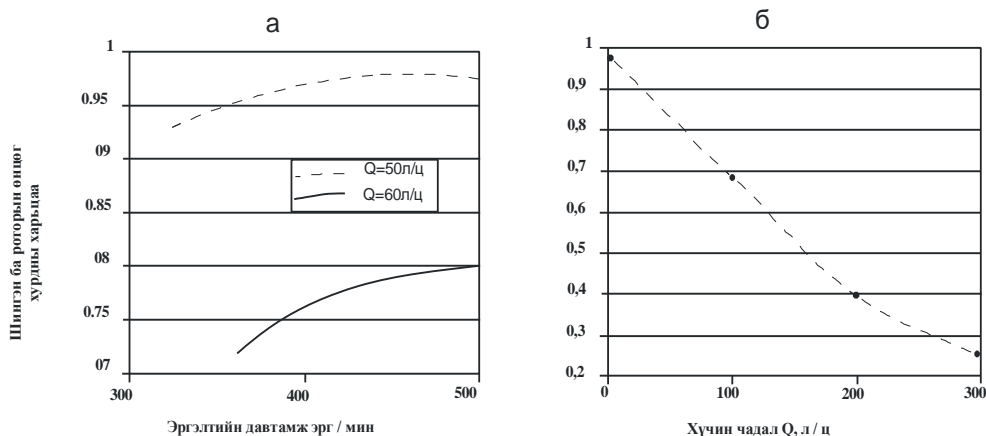 а
б
Шингэн ба роторын өнцөг
хурдны харьцаа
1
0.95
09
0.85
08
0.75
07
300
400
500
Q=50л/ц
Q=60л/ц
Эргэлтийн давтамж эрг / мин
1
0,9
0,8
0,7
0,6
0,5
0,4
0,3
0,2
0
100
200
300
Хүчин чадал Q, л / ц